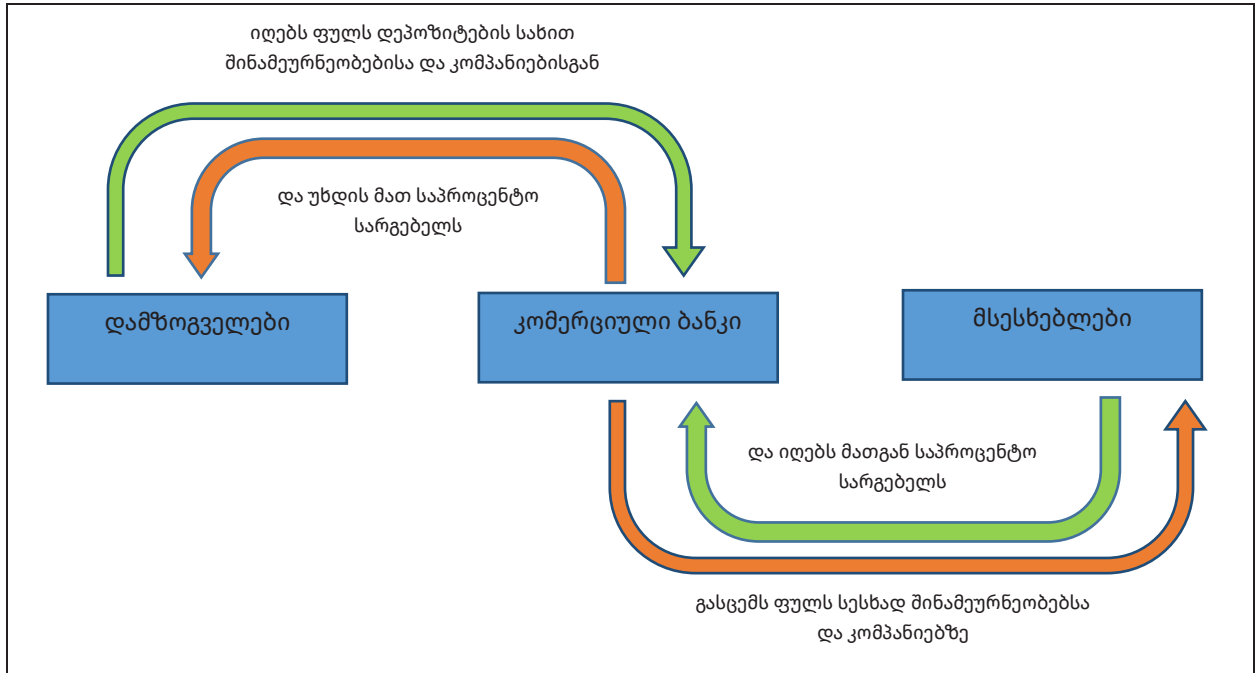 იღებს ფულს დეპოზიტების სახით
შინამეურნეობებისა და კომპანიებისგან
და უხდის მათ საპროცენტო
სარგებელს
დამზოგველები
კომერციული ბანკი
მსესხებლები
და იღებს მათგან საპროცენტო
სარგებელს
გასცემს ფულს სესხად შინამეურნეობებსა
და კომპანიებზე